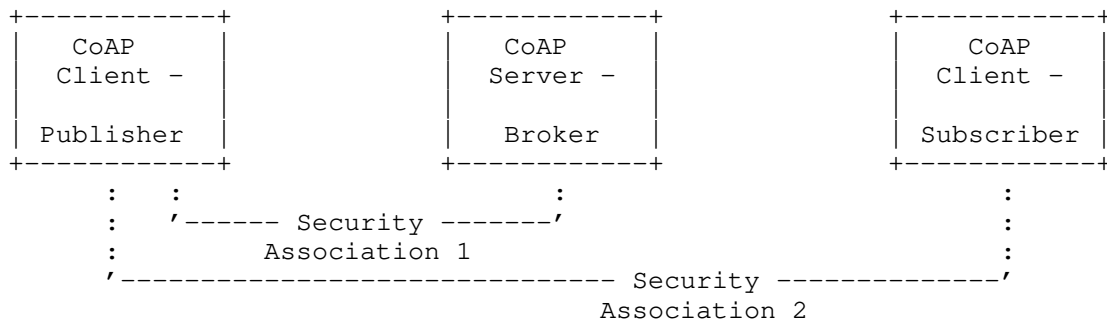 +------------+             +------------+              +------------+
|    CoAP    |             |    CoAP    |              |    CoAP    |
|  Client -  |             |  Server -  |              |  Client -  |
|            |             |            |              |            |
| Publisher  |             |   Broker   |              | Subscriber |
+------------+             +------------+              +------------+
      :   :                       :                           :
      :   '------ Security -------'                           :
      :         Association 1                                 :
      '------------------------------- Security --------------'
                                     Association 2